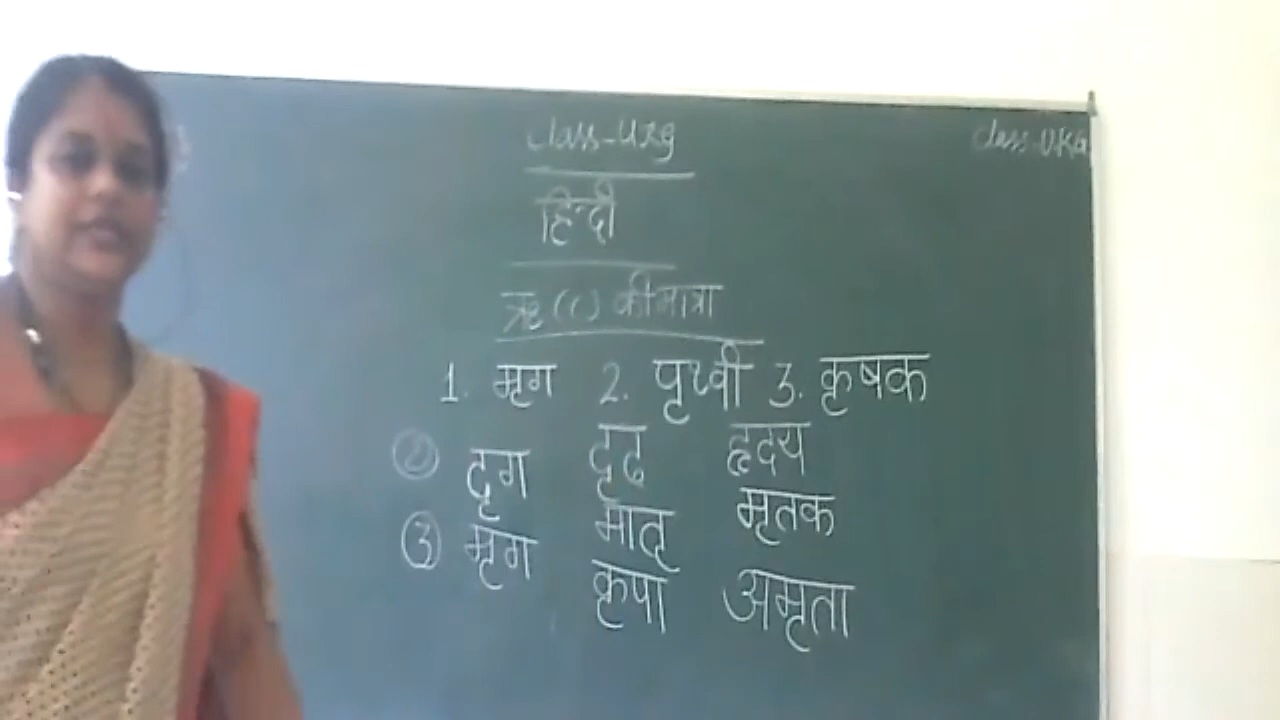 Class-Ukg
Class-UKG
हिन्दी
ऋ (ृ) की मात्रा
1. मृग 2. पृथ्वी 3. कृषक
② दृग दृढ हृदय
③ मृग मातृ मृतक
कृपा अमृता